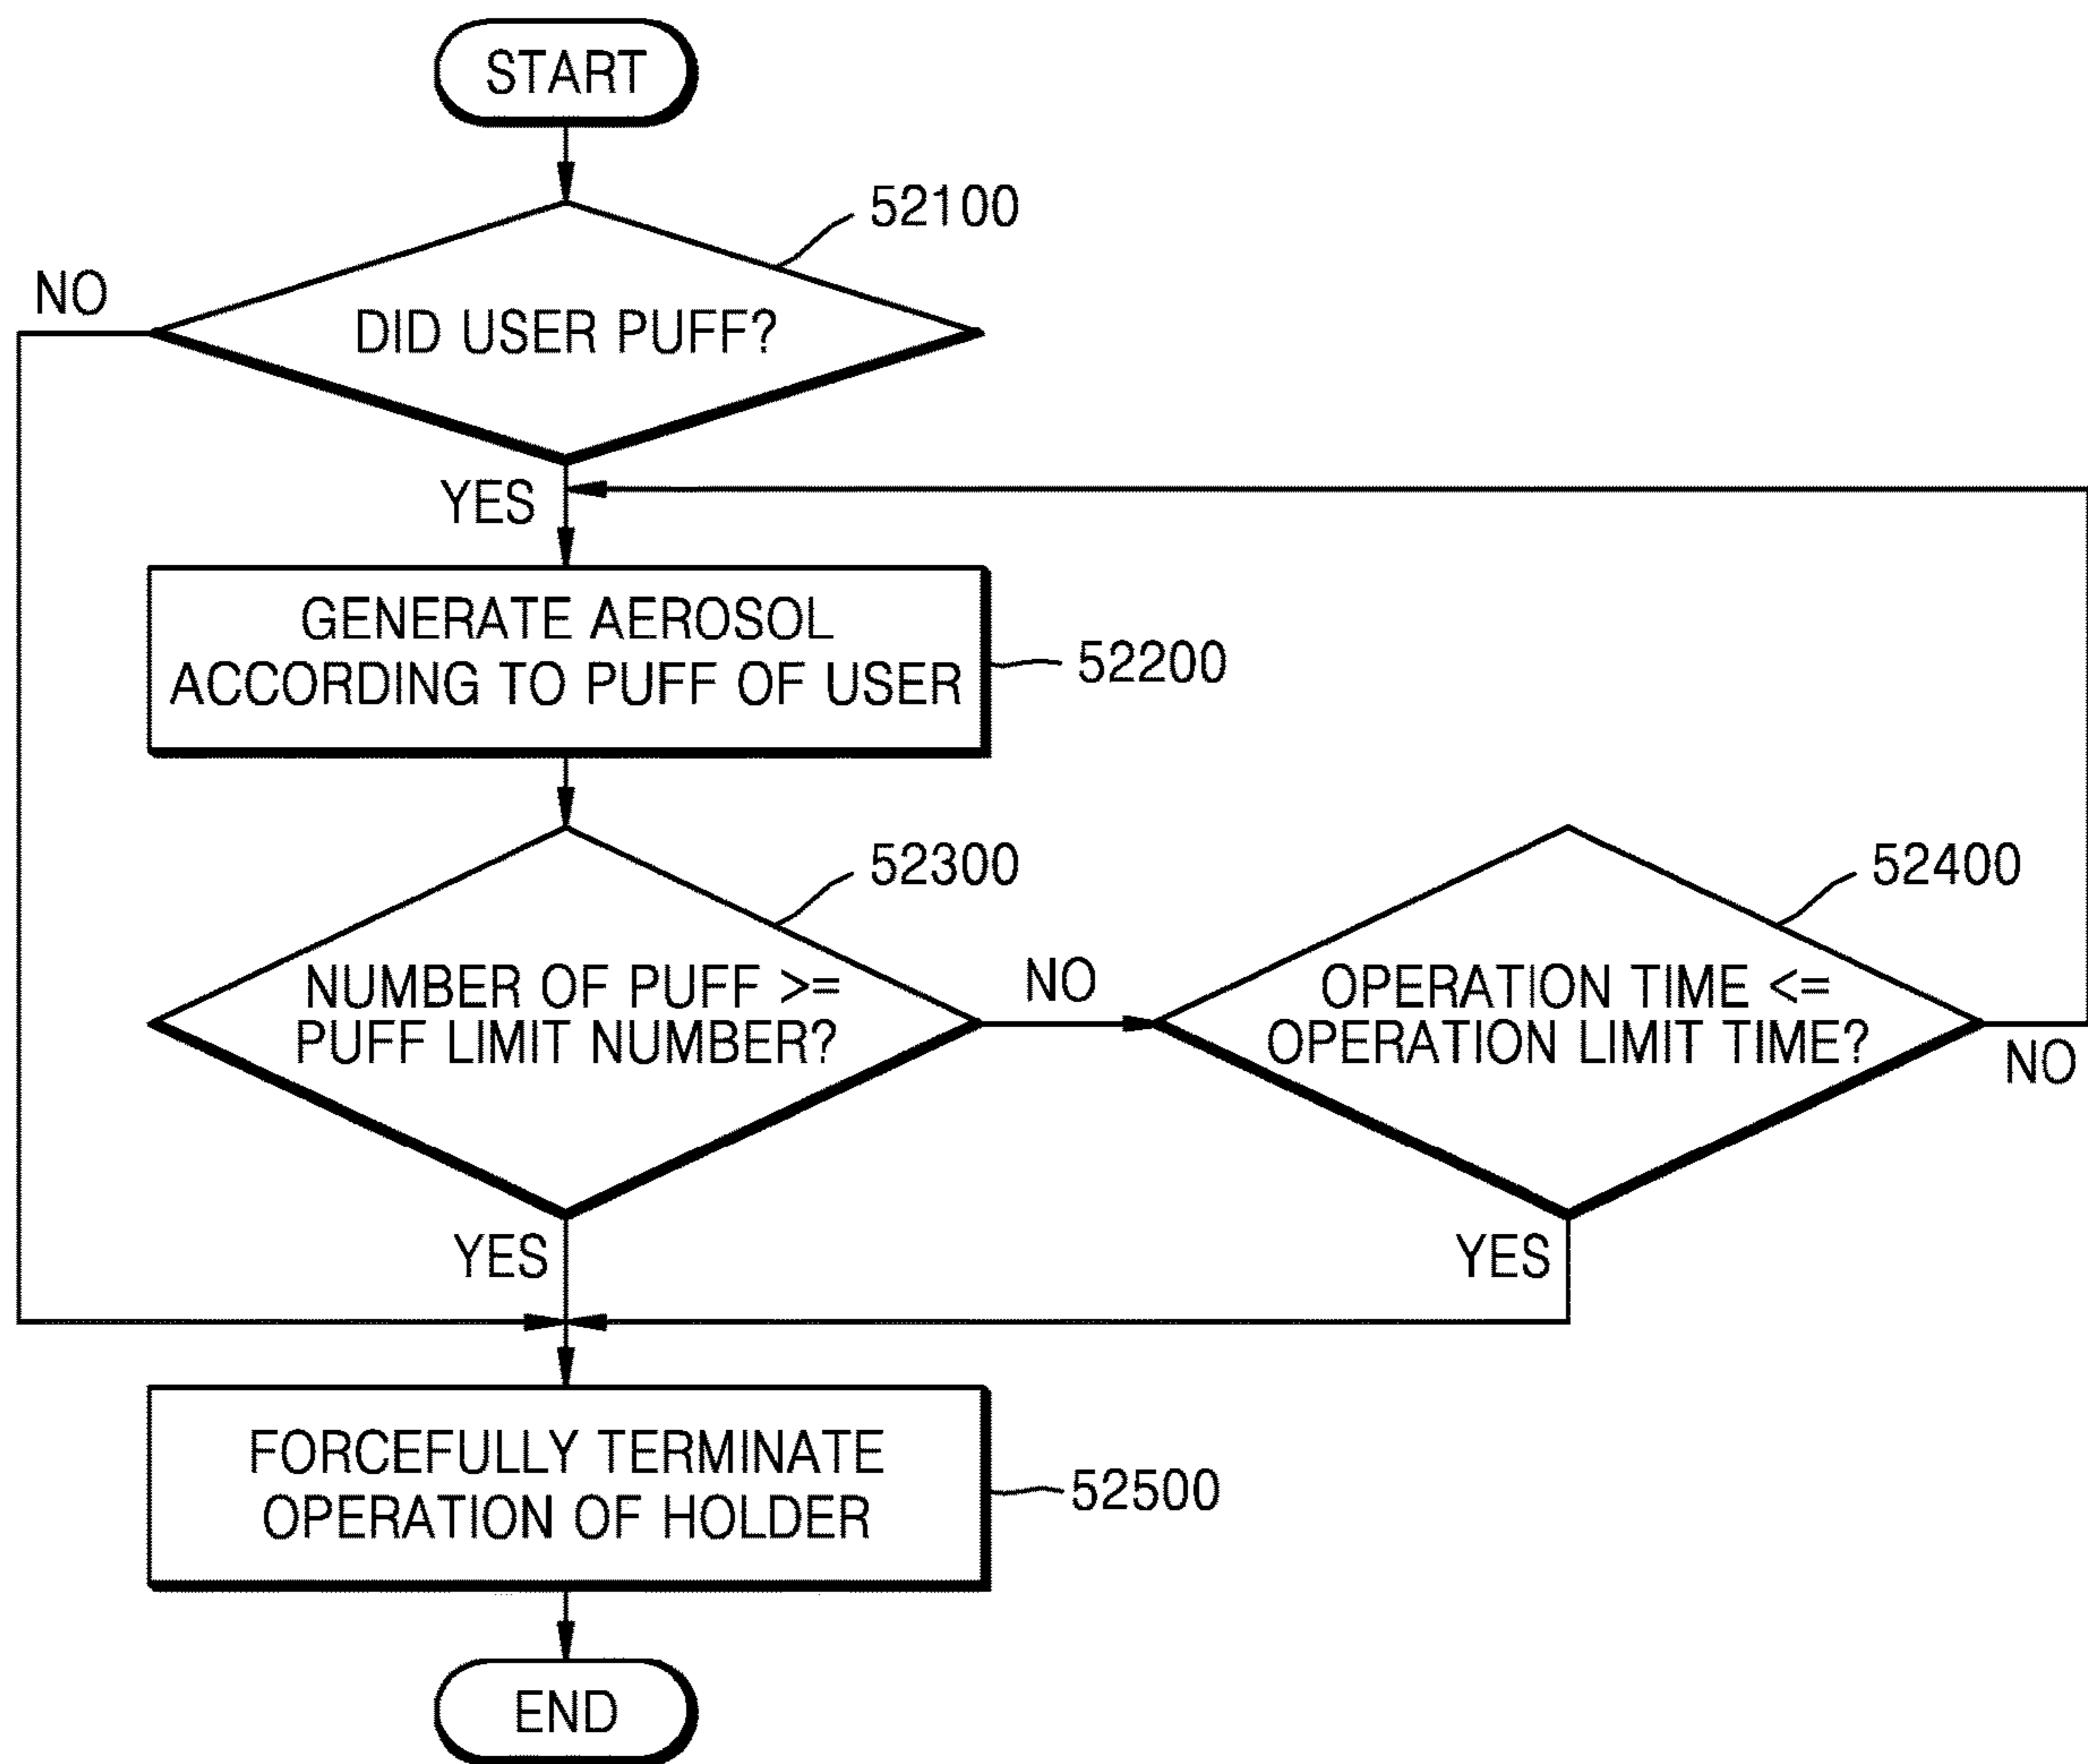 START
52100
NO
DID USER PUFF?
YES
GENERATE AEROSOL
ACCORDING TO PUFF OF USER
52200
52300
52400
NUMBER OF PUFF >=
PUFF LIMIT NUMBER?
NO
OPERATION TIME <=
OPERATION LIMIT TIME?
NO
YES
YES
FORCEFULLY TERMINATE
OPERATION OF HOLDER
52500
END